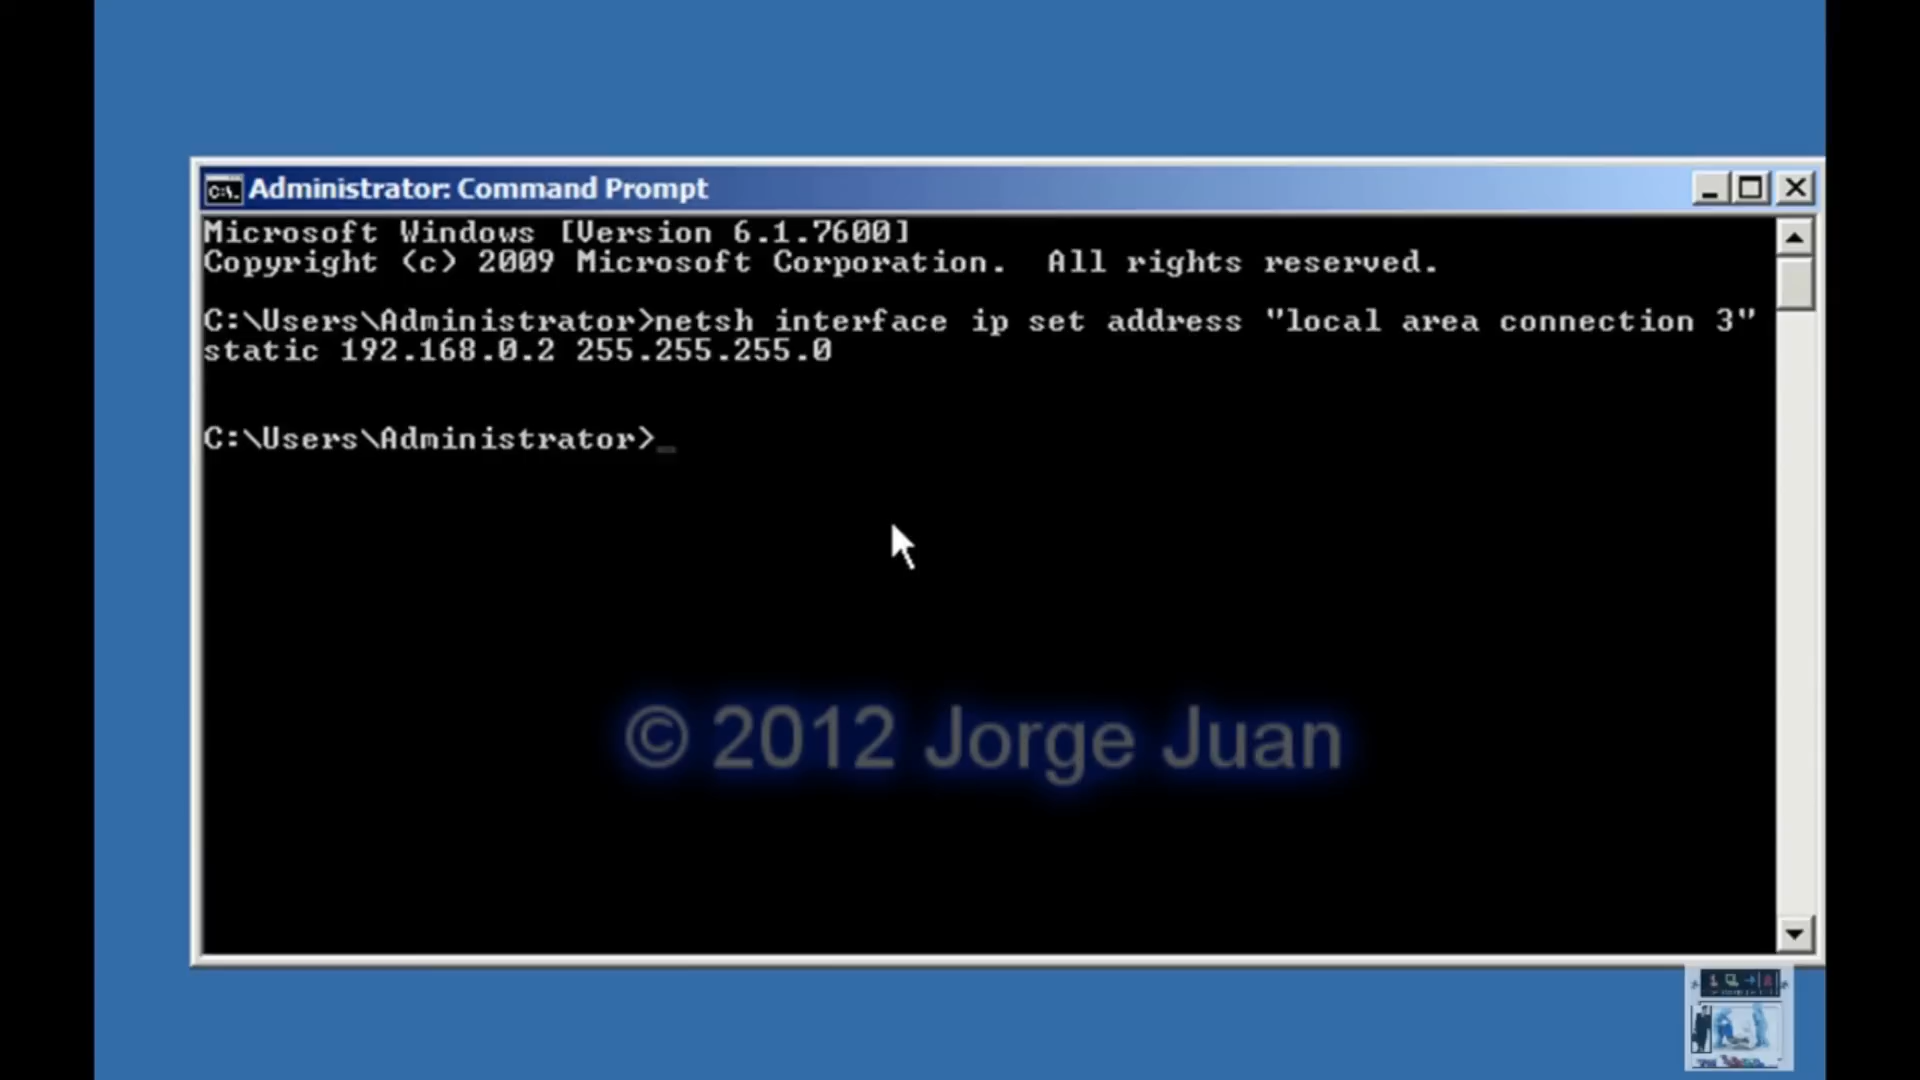 Administrator: Command Prompt
Microsoft Windows [Version 6.1.7600]
Copyright (c) 2009 Microsoft Corporation.  All rights reserved.
C:\Users\Administrator>netsh interface ip set address "local area connection 3"
static 192.168.0.2 255.255.255.0
C:\Users\Administrator>_
© 2012 Jorge Juan